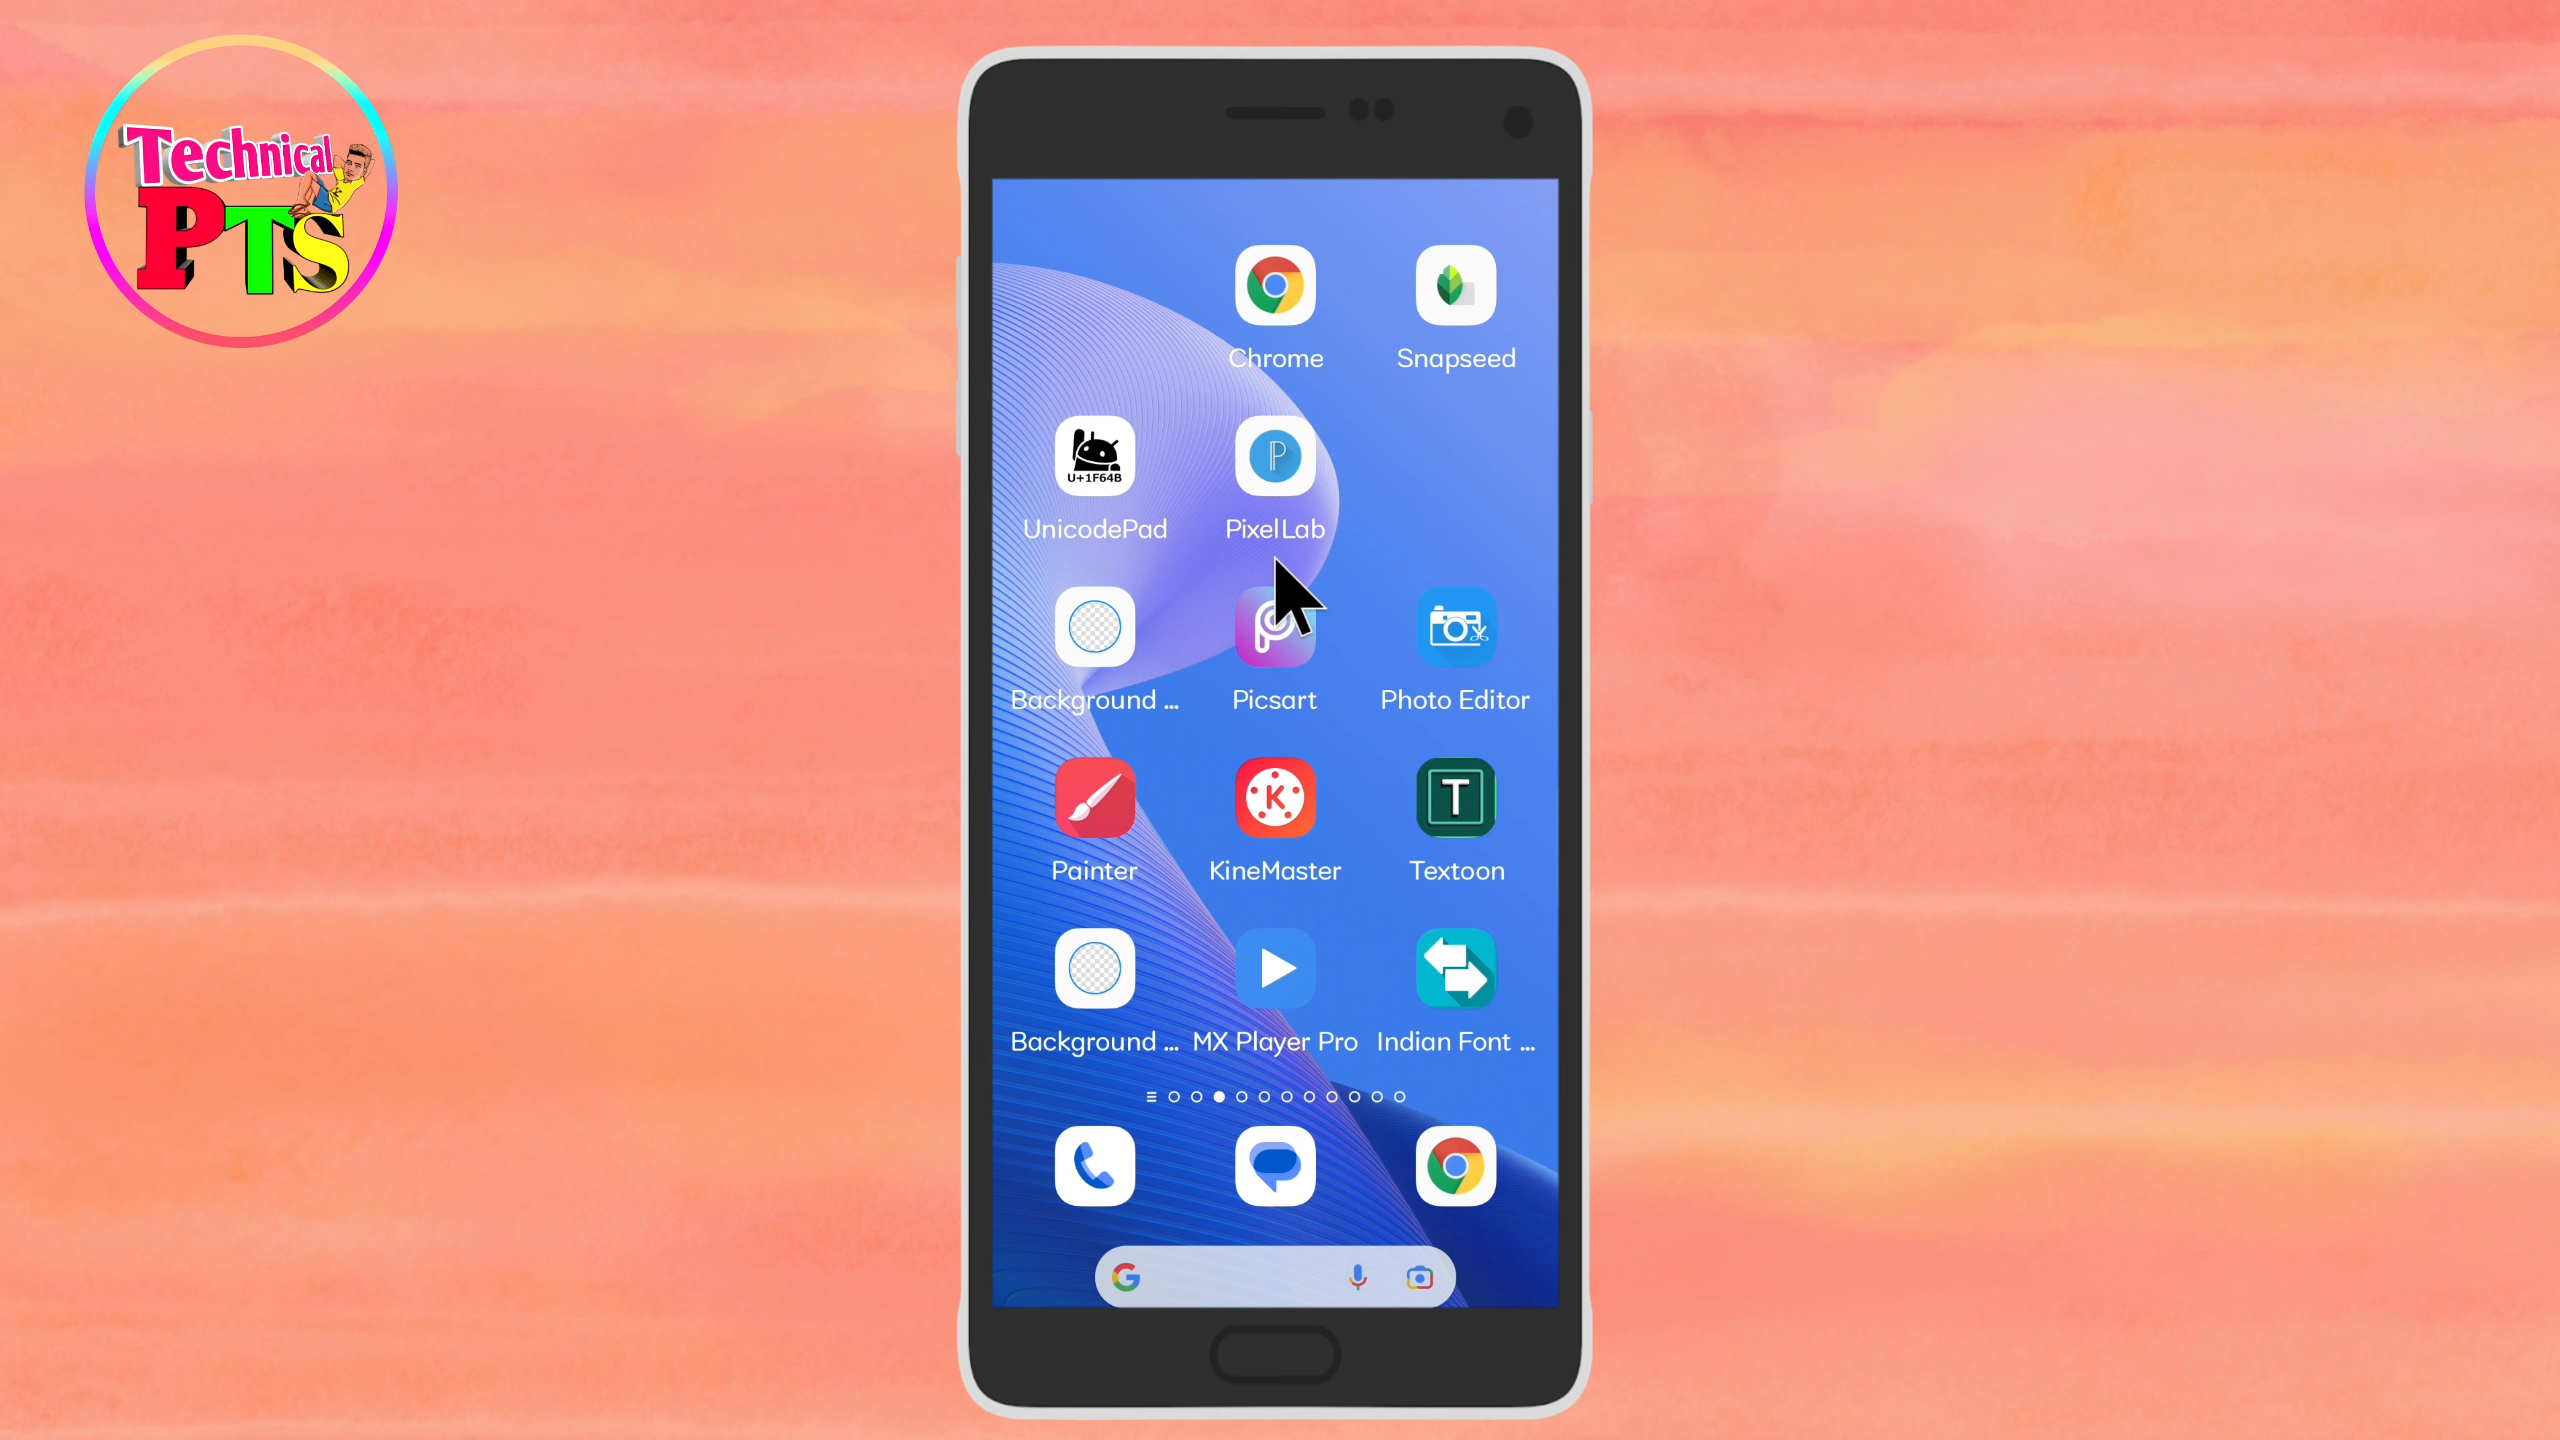 Technical
PTS
Chrome
Snapseed
U+1F64B
UnicodePad
PixelLab
Background ...
Picsart
Photo Editor
Painter
KineMaster
Textoon
Background ...
MX Player Pro
Indian Font ...